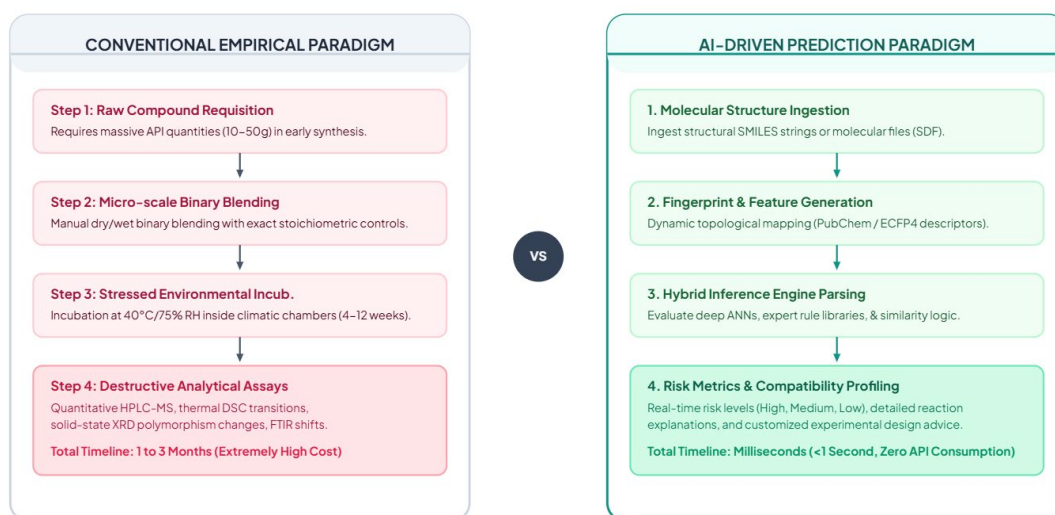 CONVENTIONAL EMPIRICAL PARADIGM
Step 1: Raw Compound Requisition
Requires massive API quantities (10–50g) in early synthesis.
Step 2: Micro-scale Binary Blending
Manual dry/wet binary blending with exact stoichiometric controls.
Step 3: Stressed Environmental Incub.
Incubation at 40°C/75% RH inside climatic chambers (4–12 weeks).
Step 4: Destructive Analytical Assays
Quantitative HPLC-MS, thermal DSC transitions,
solid-state XRD polymorphism changes, FTIR shifts.
Total Timeline: 1 to 3 Months (Extremely High Cost)
VS
AI-DRIVEN PREDICTION PARADIGM
1. Molecular Structure Ingestion
Ingest structural SMILES strings or molecular files (SDF).
2. Fingerprint & Feature Generation
Dynamic topological mapping (PubChem / ECFP4 descriptors).
3. Hybrid Inference Engine Parsing
Evaluate deep ANNs, expert rule libraries, & similarity logic.
4. Risk Metrics & Compatibility Profiling
Real-time risk levels (High, Medium, Low), detailed reaction
explanations, and customized experimental design advice.
Total Timeline: Milliseconds (<1 Second, Zero API Consumption)